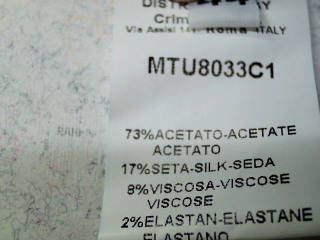 Crim
Via Assisi Roma ITALY
MTU8033C1
73%ACETATO-ACETATE
ACETATO
17%SETA-SILK-SEDA
8%VISCOSA-VISCOSE
VISCOSE
2%ELASTAN-ELASTANE
ELASTANO